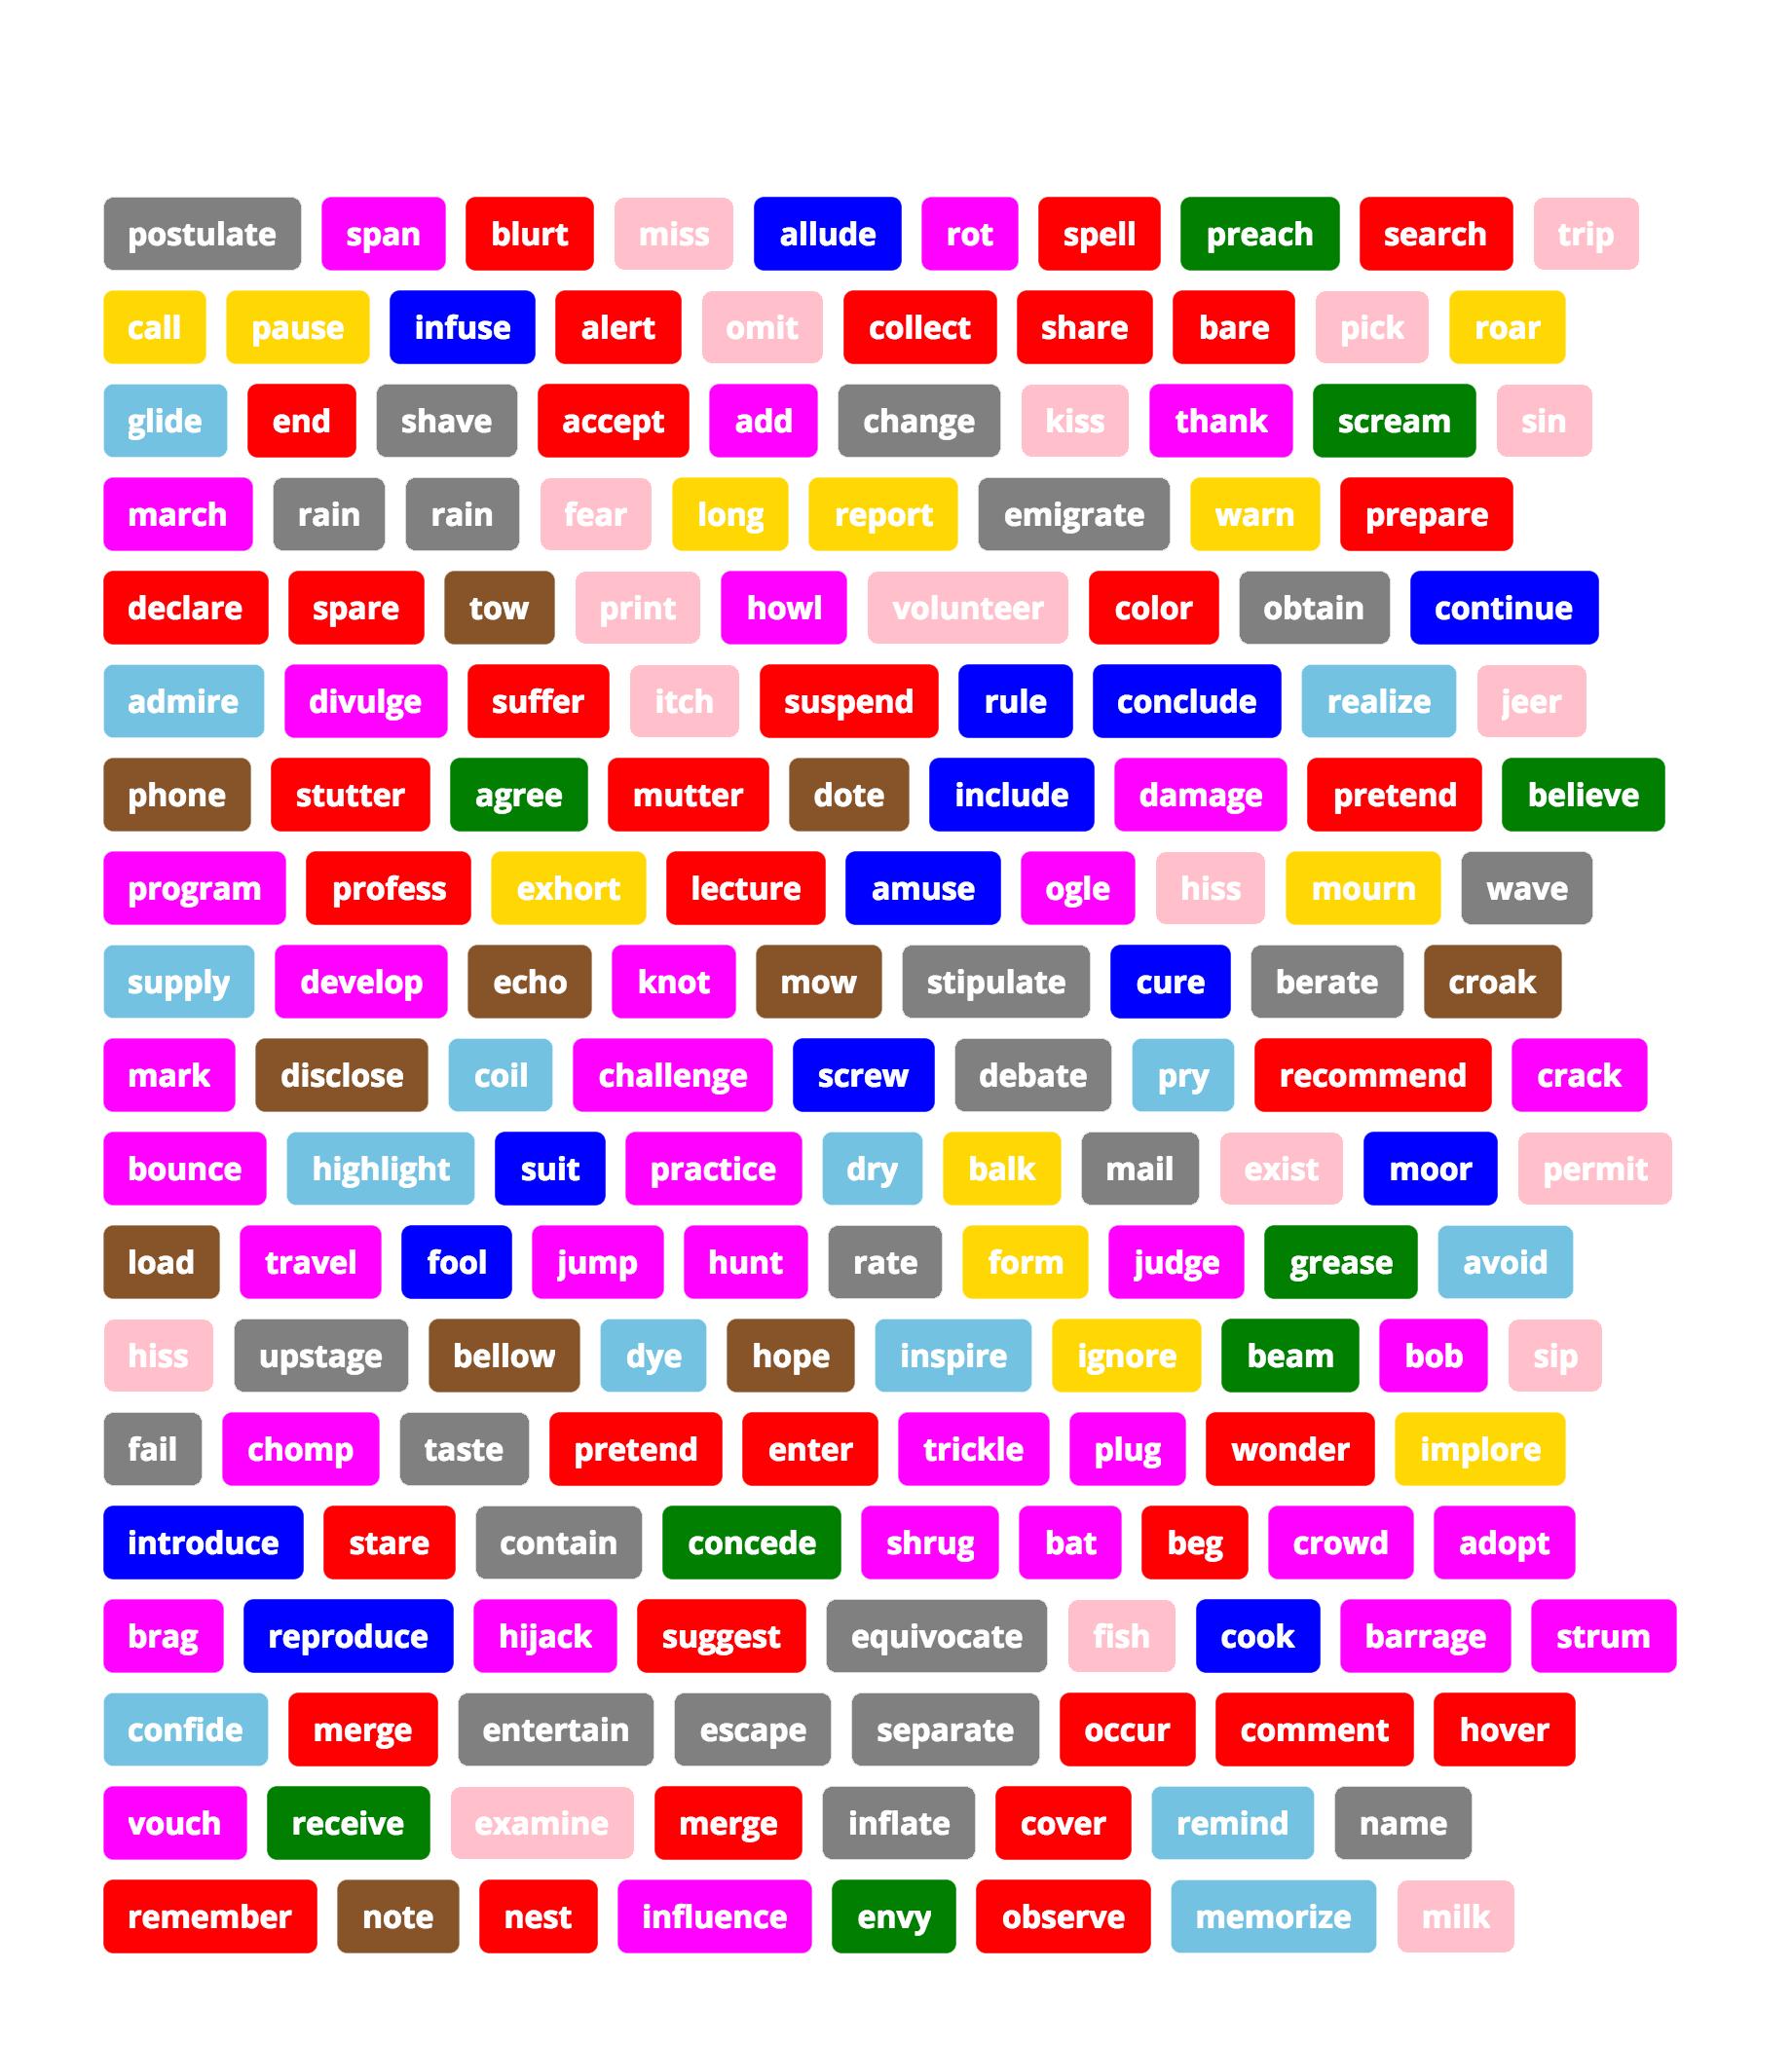 postulate span blurt miss allude rot spell preach search trip
call pause infuse alert omit collect share bare pick roar
glide end shave accept add change kiss thank scream sin
march rain rain fear long report emigrate warn prepare
declare spare tow print howl volunteer color obtain continue
admire divulge suffer itch suspend rule conclude realize jeer
phone stutter agree mutter dote include damage pretend believe
program profess exhort lecture amuse ogle hiss mourn wave
supply develop echo knot mow stipulate cure berate croak
mark disclose coil challenge screw debate pry recommend crack
bounce highlight suit practice dry balk mail exist moor permit
load travel fool jump hunt rate form judge grease avoid
hiss upstage bellow dye hope inspire ignore beam bob sip
fail chomp taste pretend enter trickle plug wonder implore
introduce stare contain concede shrug bat beg crowd adopt
brag reproduce hijack suggest equivocate fish cook barrage strum
confide merge entertain escape separate occur comment hover
vouch receive examine merge inflate cover remind name
remember note nest influence envy observe memorize milk